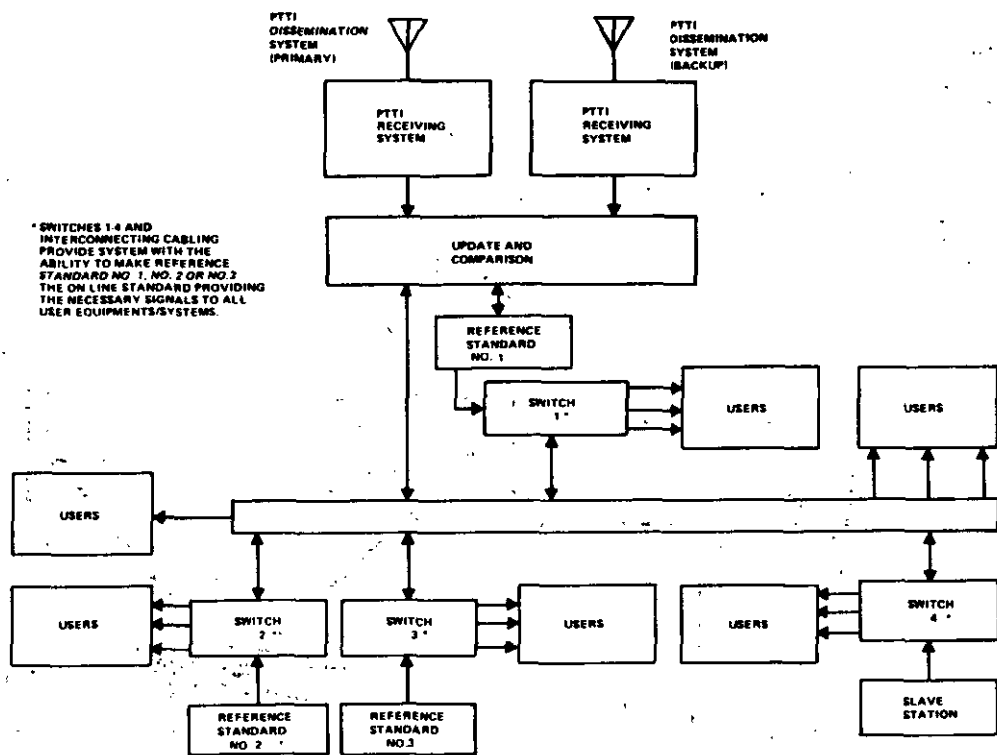 PTTI
DISSEMINATION
SYSTEM
(PRIMARY)
PTTI
DISSEMINATION
SYSTEM
(BACKUP)
PTTI
RECEIVING
SYSTEM
PTTI
RECEIVING
SYSTEM
* SWITCHES 1-4 AND
INTERCONNECTING CABLING
PROVIDE SYSTEM WITH THE
ABILITY TO MAKE REFERENCE
STANDARD NO. 1, NO. 2 OR NO.3
THE ON LINE STANDARD PROVIDING
THE NECESSARY SIGNALS TO ALL
USER EQUIPMENTS/SYSTEMS.
UPDATE AND
COMPARISON
REFERENCE
STANDARD
NO. 1
SWITCH
1*
USERS
USERS
USERS
USERS
SWITCH
2*
SWITCH
3*
USERS
USERS
SWITCH
4*
REFERENCE
STANDARD
NO. 2
REFERENCE
STANDARD
NO.3
SLAVE
STATION